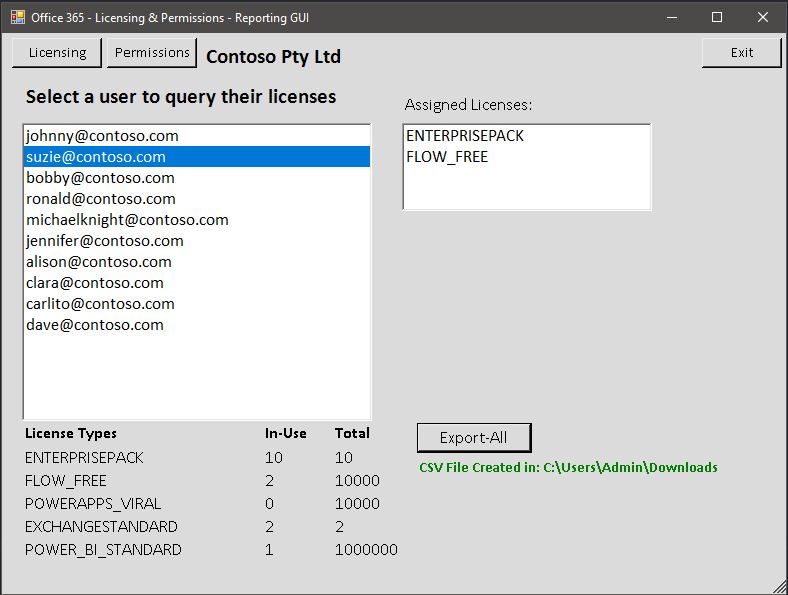 Office 365 - Licensing & Permissions - Reporting GUI
Licensing
Permissions
Contoso Pty Ltd
Exit
Select a user to query their licenses
johnny@contoso.com
suzie@contoso.com
bobby@contoso.com
ronald@contoso.com
michaelknight@contoso.com
jennifer@contoso.com
alison@contoso.com
clara@contoso.com
carlito@contoso.com
dave@contoso.com
Assigned Licenses:
ENTERPRISEPACK
FLOW_FREE
License Types In-Use Total
ENTERPRISEPACK 10 10
FLOW_FREE 2 10000
POWERAPPS_VIRAL 0 10000
EXCHANGESTANDARD 2 2
POWER_BI_STANDARD 1 1000000
Export-All
CSV File Created in: C:\Users\Admin\Downloads